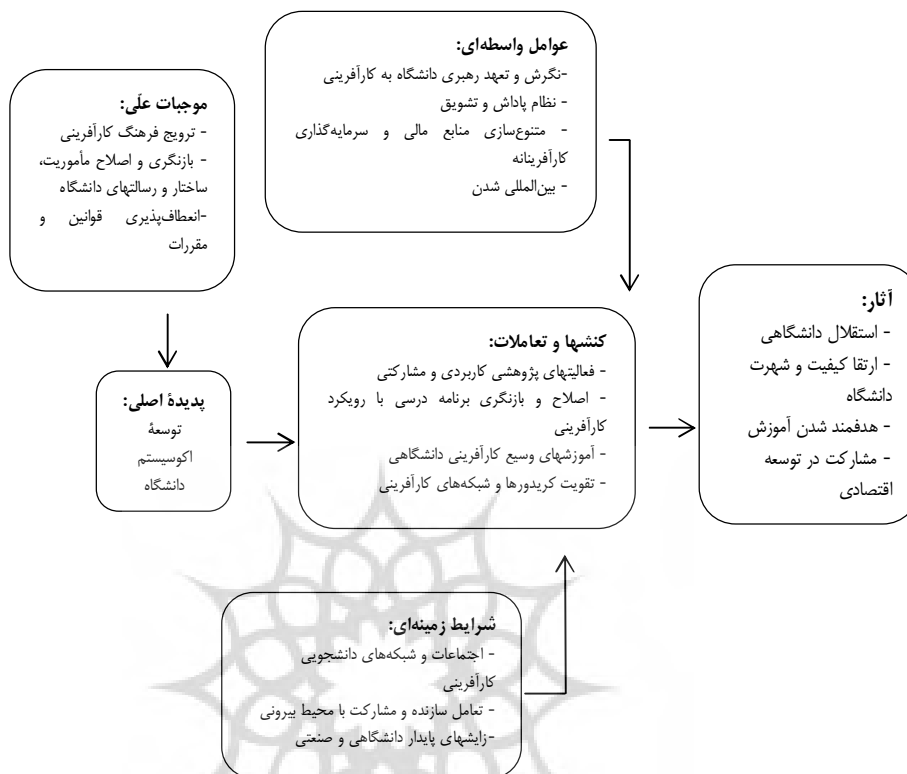 عوامل واسطه‌ای:
-نگرش و تعهد رهبری دانشگاه به کارآفرینی
- نظام پاداش و تشویق
- متنوع‌سازی منابع مالی و سرمایه‌گذاری
کارآفرینانه
- بین‌المللی شدن
موجبات علّی:
- ترویج فرهنگ کارآفرینی
- بازنگری و اصلاح مأموریت،
ساختار و رسالتهای دانشگاه
-انعطاف‌پذیری قوانین و
مقررات
آثار:
- استقلال دانشگاهی
- ارتقا کیفیت و شهرت
دانشگاه
- هدفمند شدن آموزش
- مشارکت در توسعه
اقتصادی
کنشها و تعاملات:
- فعالیتهای پژوهشی کاربردی و مشارکتی
- اصلاح و بازنگری برنامه درسی با رویکرد
کارآفرینی
- آموزشهای وسیع کارآفرینی دانشگاهی
- تقویت کریدورها و شبکه‌های کارآفرینی
پدیدهٔ اصلی:
توسعهٔ
اکوسیستم
دانشگاه
شرایط زمینه‌ای:
- اجتماعات و شبکه‌های دانشجویی
کارآفرینی
- تعامل سازنده و مشارکت با محیط بیرونی
-زایشهای پایدار دانشگاهی و صنعتی